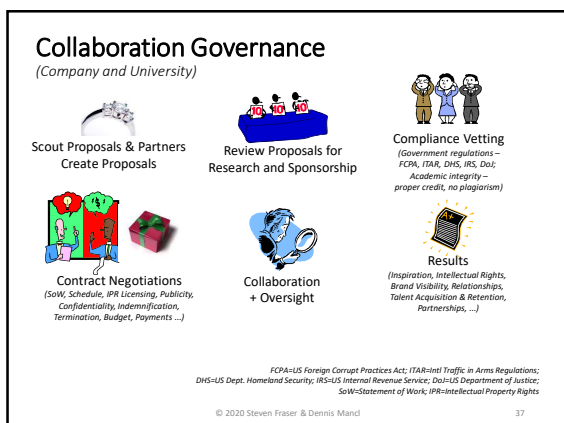 Collaboration Governance
(Company and University)
Scout Proposals & Partners
Create Proposals
10 10 10
Review Proposals for
Research and Sponsorship
Compliance Vetting
(Government regulations –
FCPA, ITAR, DHS, IRS, DoJ;
Academic integrity –
proper credit, no plagiarism)
Contract Negotiations
(SoW, Schedule, IPR Licensing, Publicity,
Confidentiality, Indemnification,
Termination, Budget, Payments ...)
Collaboration
+ Oversight
A+
Results
(Inspiration, Intellectual Rights,
Brand Visibility, Relationships,
Talent Acquisition & Retention,
Partnerships, ...)
FCPA=US Foreign Corrupt Practices Act; ITAR=Intl Traffic in Arms Regulations;
DHS=US Dept. Homeland Security; IRS=US Internal Revenue Service; DoJ=US Department of Justice;
SoW=Statement of Work; IPR=Intellectual Property Rights
© 2020 Steven Fraser & Dennis Mancl
37